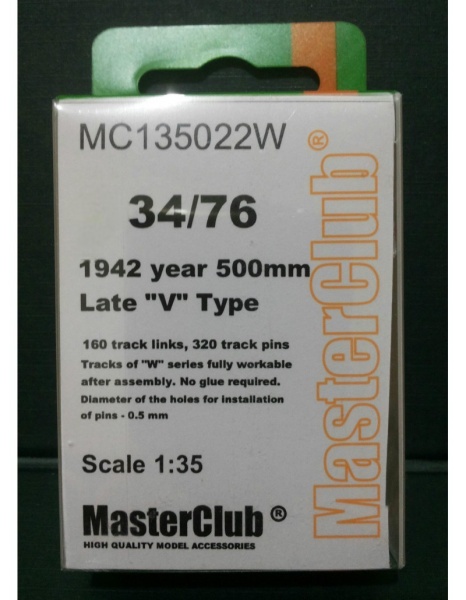 MC135022W
34/76
1942 year 500mm
Late "V" Type
160 track links, 320 track pins
Tracks of "W" series fully workable
after assembly. No glue required.
Diameter of the holes for installation
of pins - 0.5 mm
Scale 1:35
MasterClub ®
HIGH QUALITY MODEL ACCESSORIES
MasterClub®